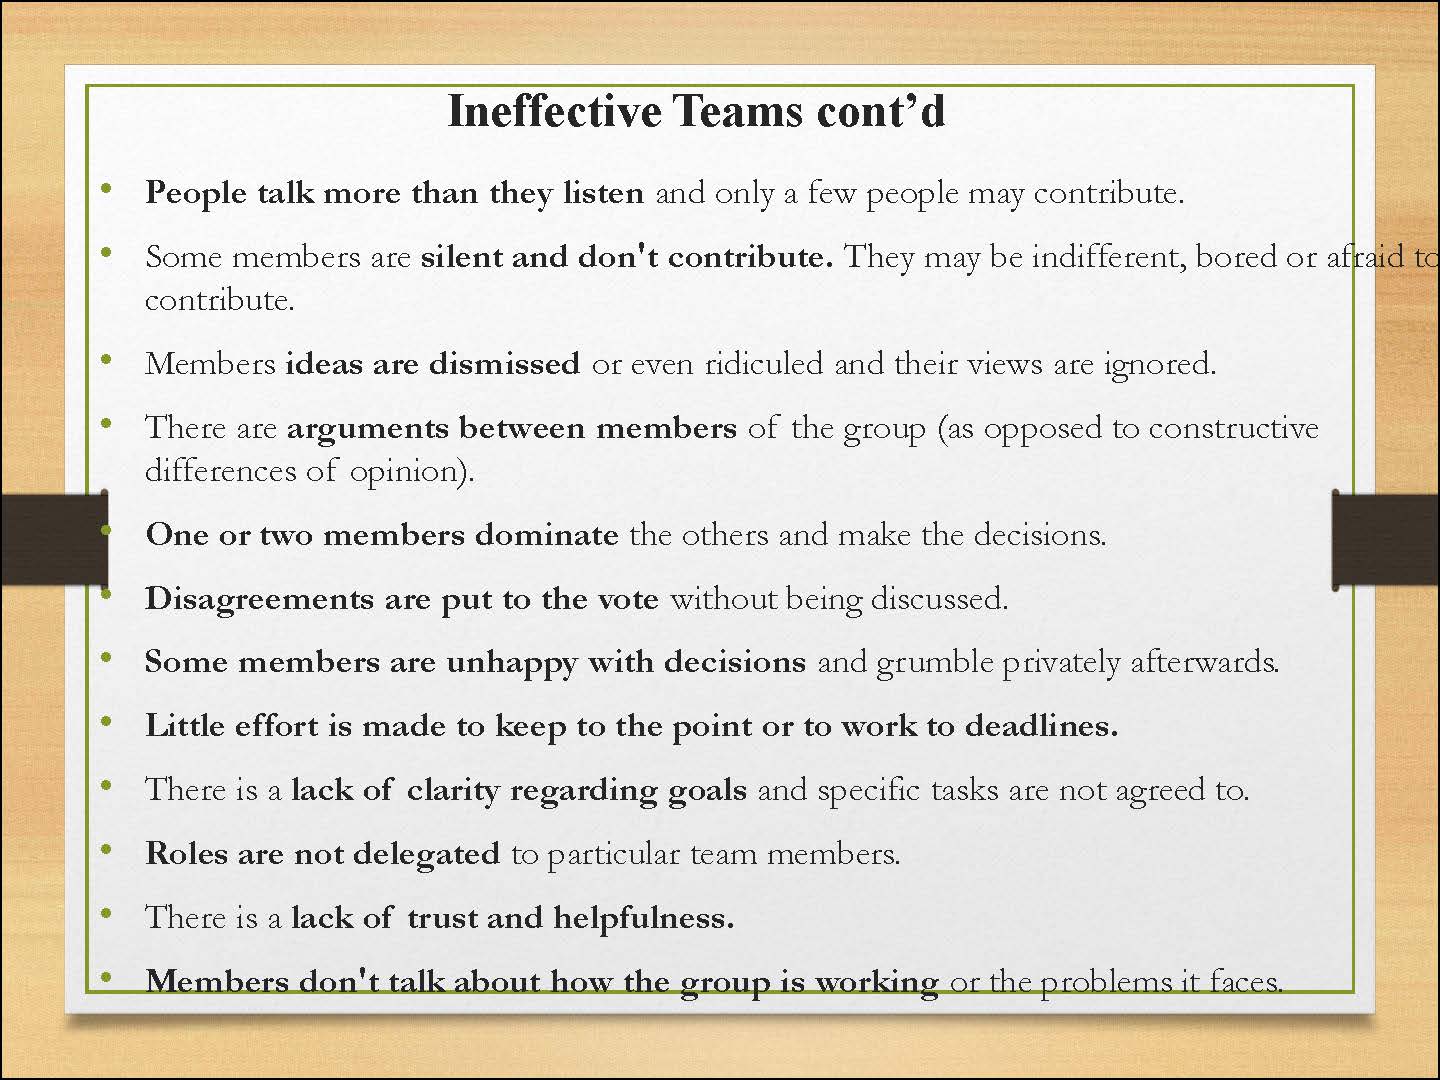 Ineffective Teams cont’d
• People talk more than they listen and only a few people may contribute.
• Some members are silent and don't contribute. They may be indifferent, bored or afraid to
contribute.
• Members ideas are dismissed or even ridiculed and their views are ignored.
• There are arguments between members of the group (as opposed to constructive
differences of opinion).
• One or two members dominate the others and make the decisions.
• Disagreements are put to the vote without being discussed.
• Some members are unhappy with decisions and grumble privately afterwards.
• Little effort is made to keep to the point or to work to deadlines.
• There is a lack of clarity regarding goals and specific tasks are not agreed to.
• Roles are not delegated to particular team members.
• There is a lack of trust and helpfulness.
• Members don't talk about how the group is working or the problems it faces.